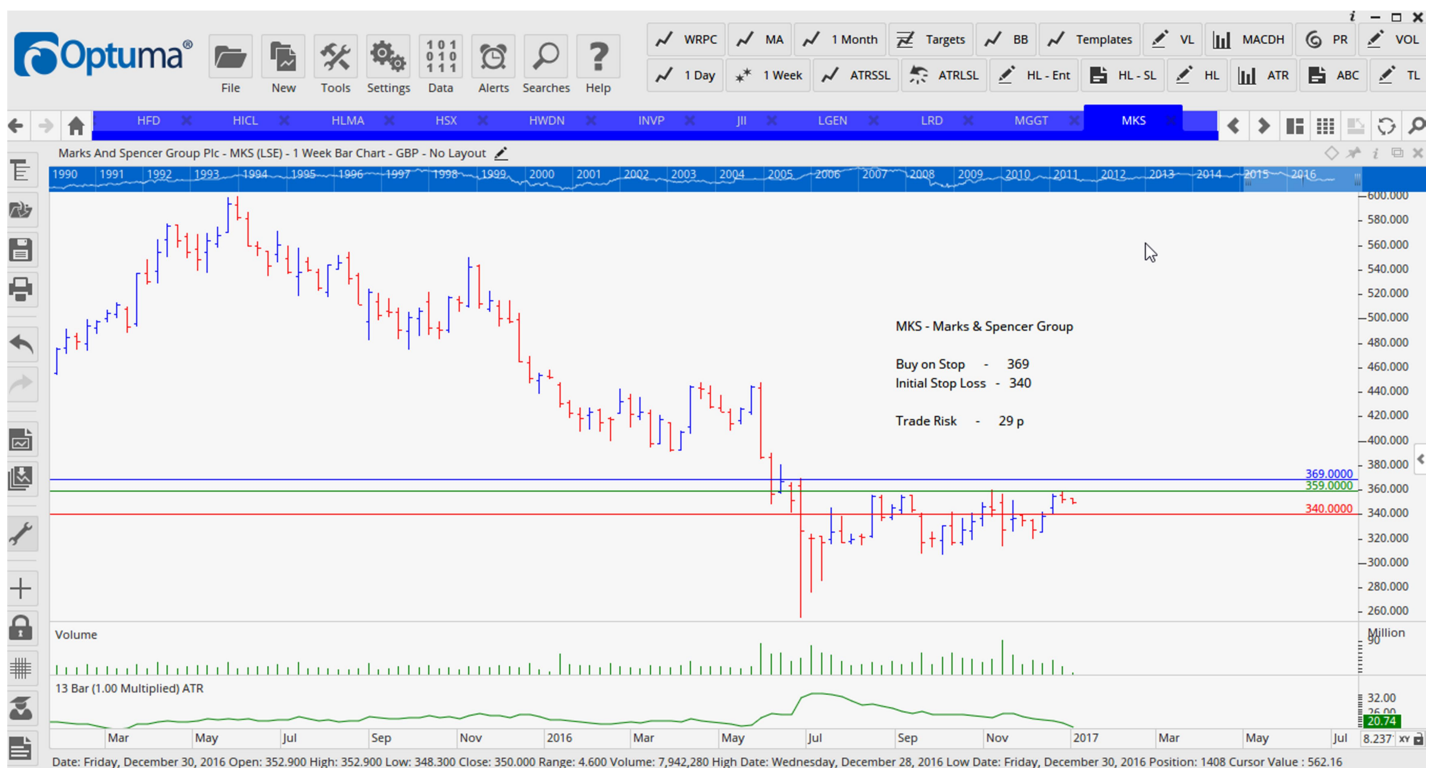 i
Optuma®
File New Tools Settings Data Alerts Searches Help
101
010
111
WRPC MA 1 Month Targets BB Templates VL MACDH PR VOL
1 Day 1 Week ATRSSL ATRLSL HL - Ent HL - SL HL ATR ABC TL
HFD HICL HLMA HSX HWDN INVP JII LGEN LRD MGGT MKS
Marks And Spencer Group Plc - MKS (LSE) - 1 Week Bar Chart - GBP - No Layout
1990 1991 1992 1993 1994 1995 1996 1997 1998 1999 2000 2001 2002 2003 2004 2005 2006 2007 2008 2009 2010 2011 2012 2013 2014 2015 2016
600.000
580.000
560.000
540.000
520.000
500.000
480.000
460.000
440.000
420.000
400.000
380.000
360.000
340.000
320.000
300.000
280.000
260.000
MKS - Marks & Spencer Group
Buy on Stop - 369
Initial Stop Loss - 340
Trade Risk - 29 p
369.0000
359.0000
340.0000
Volume
Million
90
13 Bar (1.00 Multiplied) ATR
32.00
26.00
20.74
Mar May Jul Sep Nov 2016 Mar May Jul Sep Nov 2017 Mar May Jul 8.237 XY
Date: Friday, December 30, 2016 Open: 352.900 High: 352.900 Low: 348.300 Close: 350.000 Range: 4.600 Volume: 7,942,280 High Date: Wednesday, December 28, 2016 Low Date: Friday, December 30, 2016 Position: 1408 Cursor Value : 562.16